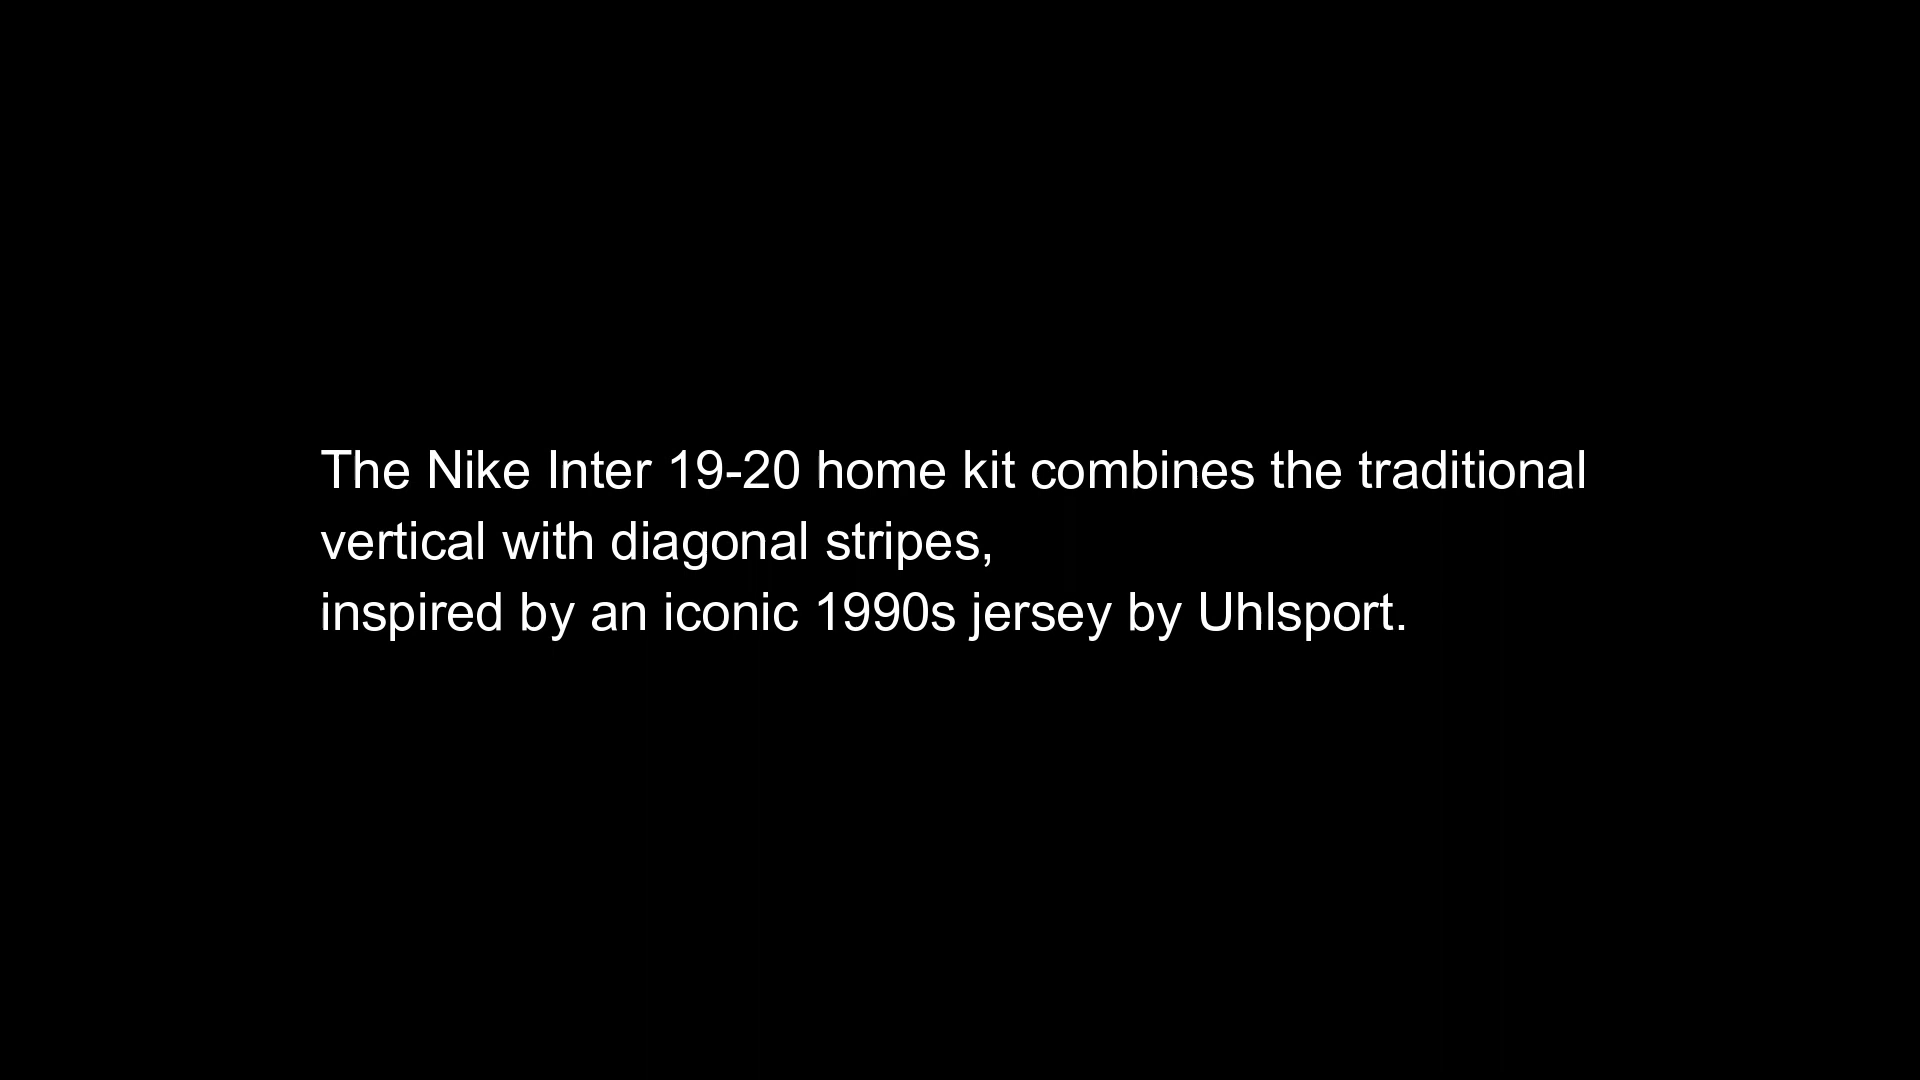 The Nike Inter 19-20 home kit combines the traditional
vertical with diagonal stripes,
inspired by an iconic 1990s jersey by Uhlsport.